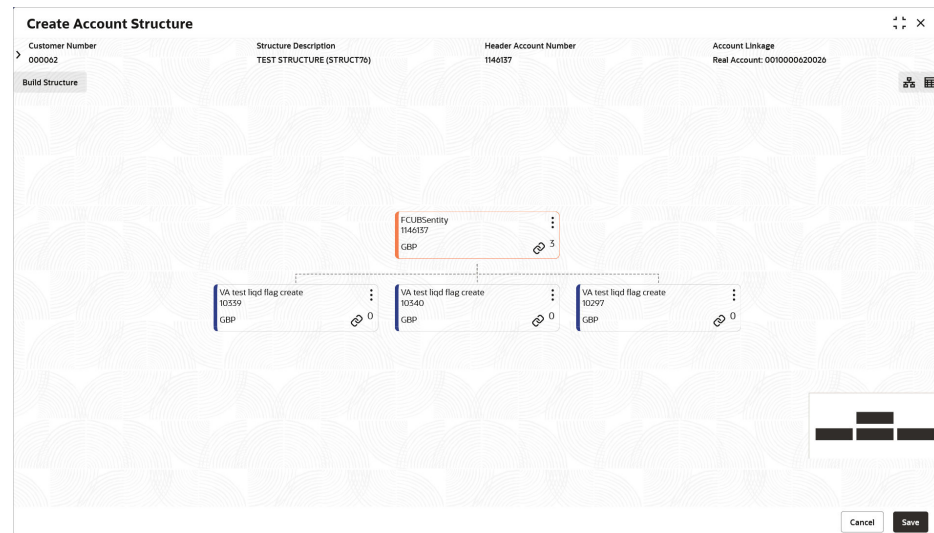 Create Account Structure
Customer Number
000062
Structure Description
TEST STRUCTURE (STRUCT76)
Header Account Number
1146137
Account Linkage
Real Account: 0010000620026
Build Structure
FCUBSentity
1146137
GBP
3
VA test liqd flag create
10339
GBP
0
VA test liqd flag create
10340
GBP
0
VA test liqd flag create
10297
GBP
0
Cancel
Save